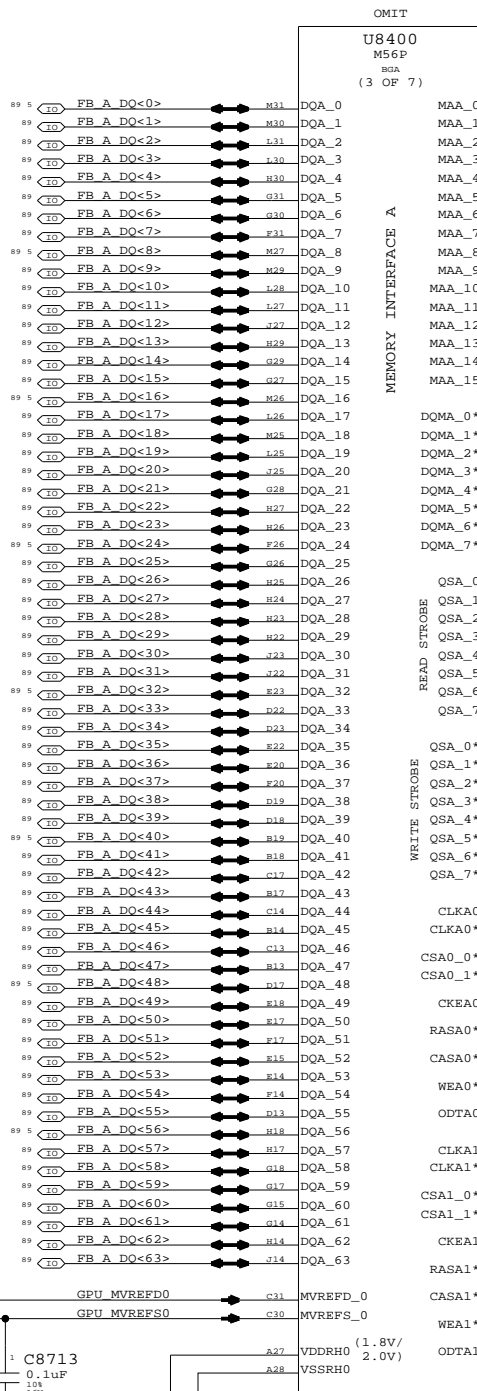 OMIT
U8400
M56P
BGA
(3 OF 7)
89 5 IO FB_A_DQ<0> M31 DQA_0 MAA_0
89 IO FB_A_DQ<1> M30 DQA_1 MAA_1
89 IO FB_A_DQ<2> L31 DQA_2 MAA_2
89 IO FB_A_DQ<3> L30 DQA_3 MAA_3
89 IO FB_A_DQ<4> H30 DQA_4 MAA_4
89 IO FB_A_DQ<5> G31 DQA_5 MAA_5
89 IO FB_A_DQ<6> G30 DQA_6 MAA_6
89 IO FB_A_DQ<7> F31 DQA_7 MAA_7
89 5 IO FB_A_DQ<8> M27 DQA_8 MAA_8
89 IO FB_A_DQ<9> M29 DQA_9 MAA_9
89 IO FB_A_DQ<10> L28 DQA_10 MAA_10
89 IO FB_A_DQ<11> L27 DQA_11 MAA_11
89 IO FB_A_DQ<12> J27 DQA_12 MAA_12
89 IO FB_A_DQ<13> H29 DQA_13 MAA_13
89 IO FB_A_DQ<14> G29 DQA_14 MAA_14
89 IO FB_A_DQ<15> G27 DQA_15 MAA_15
MEMORY INTERFACE A
89 5 IO FB_A_DQ<16> M26 DQA_16
89 IO FB_A_DQ<17> L26 DQA_17 DQMA_0*
89 IO FB_A_DQ<18> M25 DQA_18 DQMA_1*
89 IO FB_A_DQ<19> L25 DQA_19 DQMA_2*
89 IO FB_A_DQ<20> J25 DQA_20 DQMA_3*
89 IO FB_A_DQ<21> G28 DQA_21 DQMA_4*
89 IO FB_A_DQ<22> H27 DQA_22 DQMA_5*
89 IO FB_A_DQ<23> H26 DQA_23 DQMA_6*
89 5 IO FB_A_DQ<24> F26 DQA_24 DQMA_7*
89 IO FB_A_DQ<25> G26 DQA_25
89 IO FB_A_DQ<26> H25 DQA_26 QSA_0
89 IO FB_A_DQ<27> H24 DQA_27 QSA_1
89 IO FB_A_DQ<28> H23 DQA_28 QSA_2
89 IO FB_A_DQ<29> H22 DQA_29 QSA_3
89 IO FB_A_DQ<30> J23 DQA_30 QSA_4
89 IO FB_A_DQ<31> J22 DQA_31 QSA_5
89 5 IO FB_A_DQ<32> E23 DQA_32 QSA_6
89 IO FB_A_DQ<33> D22 DQA_33 QSA_7
READ STROBE
89 IO FB_A_DQ<34> D23 DQA_34
89 IO FB_A_DQ<35> E22 DQA_35 QSA_0*
89 IO FB_A_DQ<36> E20 DQA_36 QSA_1*
89 IO FB_A_DQ<37> F20 DQA_37 QSA_2*
89 IO FB_A_DQ<38> D19 DQA_38 QSA_3*
89 IO FB_A_DQ<39> D18 DQA_39 QSA_4*
89 5 IO FB_A_DQ<40> B19 DQA_40 QSA_5*
89 IO FB_A_DQ<41> B18 DQA_41 QSA_6*
89 IO FB_A_DQ<42> C17 DQA_42 QSA_7*
WRITE STROBE
89 IO FB_A_DQ<43> B17 DQA_43
89 IO FB_A_DQ<44> C14 DQA_44 CLKA0
89 IO FB_A_DQ<45> B14 DQA_45 CLKA0*
89 IO FB_A_DQ<46> C13 DQA_46 CSA0_0*
89 IO FB_A_DQ<47> B13 DQA_47 CSA0_1*
89 5 IO FB_A_DQ<48> D17 DQA_48
89 IO FB_A_DQ<49> E18 DQA_49 CKEA0
89 IO FB_A_DQ<50> E17 DQA_50 RASA0*
89 IO FB_A_DQ<51> F17 DQA_51
89 IO FB_A_DQ<52> E15 DQA_52 CASA0*
89 IO FB_A_DQ<53> E14 DQA_53 WEA0*
89 IO FB_A_DQ<54> F14 DQA_54
89 IO FB_A_DQ<55> D13 DQA_55 ODTA0
89 5 IO FB_A_DQ<56> H18 DQA_56
89 IO FB_A_DQ<57> H17 DQA_57 CLKA1
89 IO FB_A_DQ<58> G18 DQA_58 CLKA1*
89 IO FB_A_DQ<59> G17 DQA_59 CSA1_0*
89 IO FB_A_DQ<60> G15 DQA_60 CSA1_1*
89 IO FB_A_DQ<61> G14 DQA_61
89 IO FB_A_DQ<62> H14 DQA_62 CKEA1
89 IO FB_A_DQ<63> J14 DQA_63 RASA1*
GPU_MVREFD0 C31 MVREFD_0 CASA1*
GPU_MVREFS0 C30 MVREFS_0 WEA1*
A27 VDDRH0 (1.8V/ 2.0V) ODTA1
A28 VSSRH0
1 C8713
0.1uF
10%